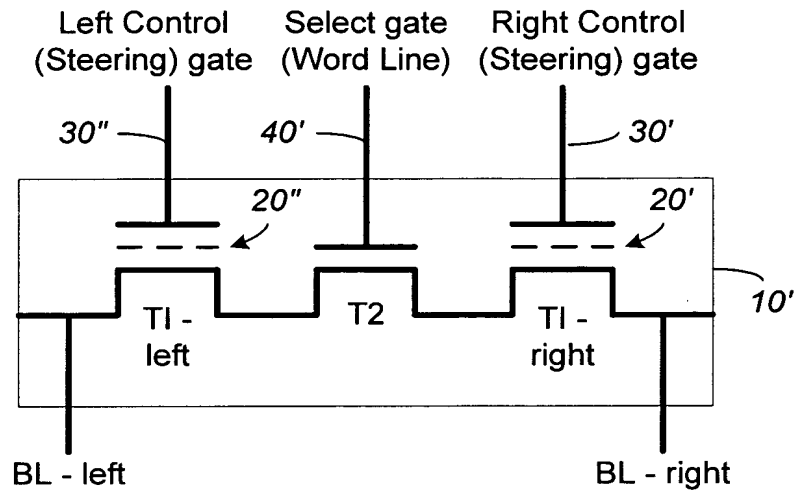 Left Control
(Steering) gate
Select gate
(Word Line)
Right Control
(Steering) gate
30"
40'
30'
20"
20'
10'
TI -
left
T2
TI -
right
BL - left
BL - right